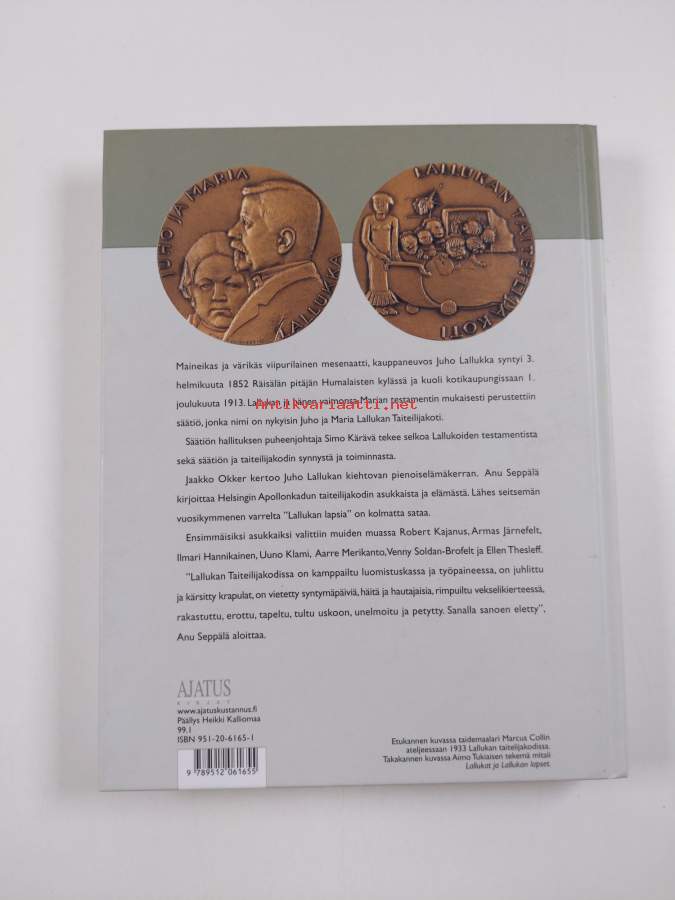 JUHO JA MARIA
LALLUKKA
LALLUKAN TAITEILIJAKOTI
Maineikas ja värikäs viipurilainen mesenaatti, kauppaneuvos Juho Lallukka syntyi 3.
helmikuuta 1852 Räisälän pitäjän Humalaisten kylässä ja kuoli kotikaupungissaan 1.
joulukuuta 1913. Lallukan ja hänen vaimonsa Marian testamentin mukaisesti perustettiin
Antikvariaatti.net
säätiö, jonka nimi on nykyisin Juho ja Maria Lallukan Taiteilijakoti.
Säätiön hallituksen puheenjohtaja Simo Kärävä tekee selkoa Lallukoiden testamentista
sekä säätiön ja taiteilijakodin synnystä ja toiminnasta.
Jaakko Okker kertoo Juho Lallukan kiehtovan pienoiselämäkerran. Anu Seppälä
kirjoittaa Helsingin Apollonkadun taiteilijakodin asukkaista ja elämästä. Lähes seitsemän
vuosikymmenen varrelta "Lallukan lapsia" on kolmatta sataa.
Ensimmäisiksi asukkaiksi valittiin muiden muassa Robert Kajanus, Armas Järnefelt,
Ilmari Hannikainen, Uuno Klami, Aarre Merikanto, Venny Soldan-Brofelt ja Ellen Thesleff.
"Lallukan Taiteilijakodissa on kamppailtu luomistuskassa ja työpaineessa, on juhlittu
ja kärsitty krapulat, on vietetty syntymäpäiviä, häitä ja hautajaisia, rimpuiltu vekselikierteessä,
rakastuttu, erottu, tapeltu, tultu uskoon, unelmoitu ja petytty. Sanalla sanoen eletty",
Anu Seppälä aloittaa.
AJATUS
KIRJAT
www.ajatuskustannus.fi
Päällys Heikki Kalliomaa
99.1
ISBN 951-20-6165-1
9 789512 061655
Etukannen kuvassa taidemaalari Marcus Collin
ateljeessaan 1933 Lallukan taitelijakodissa.
Takakannen kuvassa Aimo Tukiaisen tekemä mitali
Lallukat ja Lallukan lapset.